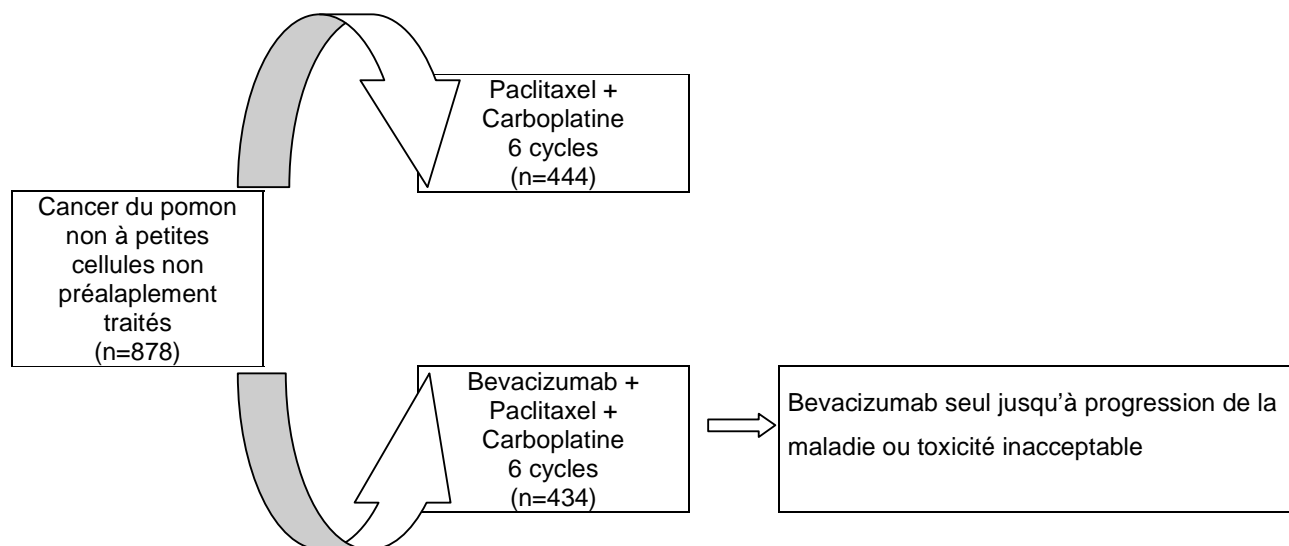 Paclitaxel +
Carboplatine
6 cycles
(n=444)
Cancer du pomon
non à petites
cellules non
préalaplement
traités
(n=878)
Bevacizumab +
Paclitaxel +
Carboplatine
6 cycles
(n=434)
Bevacizumab seul jusqu’à progression de la
maladie ou toxicité inacceptable